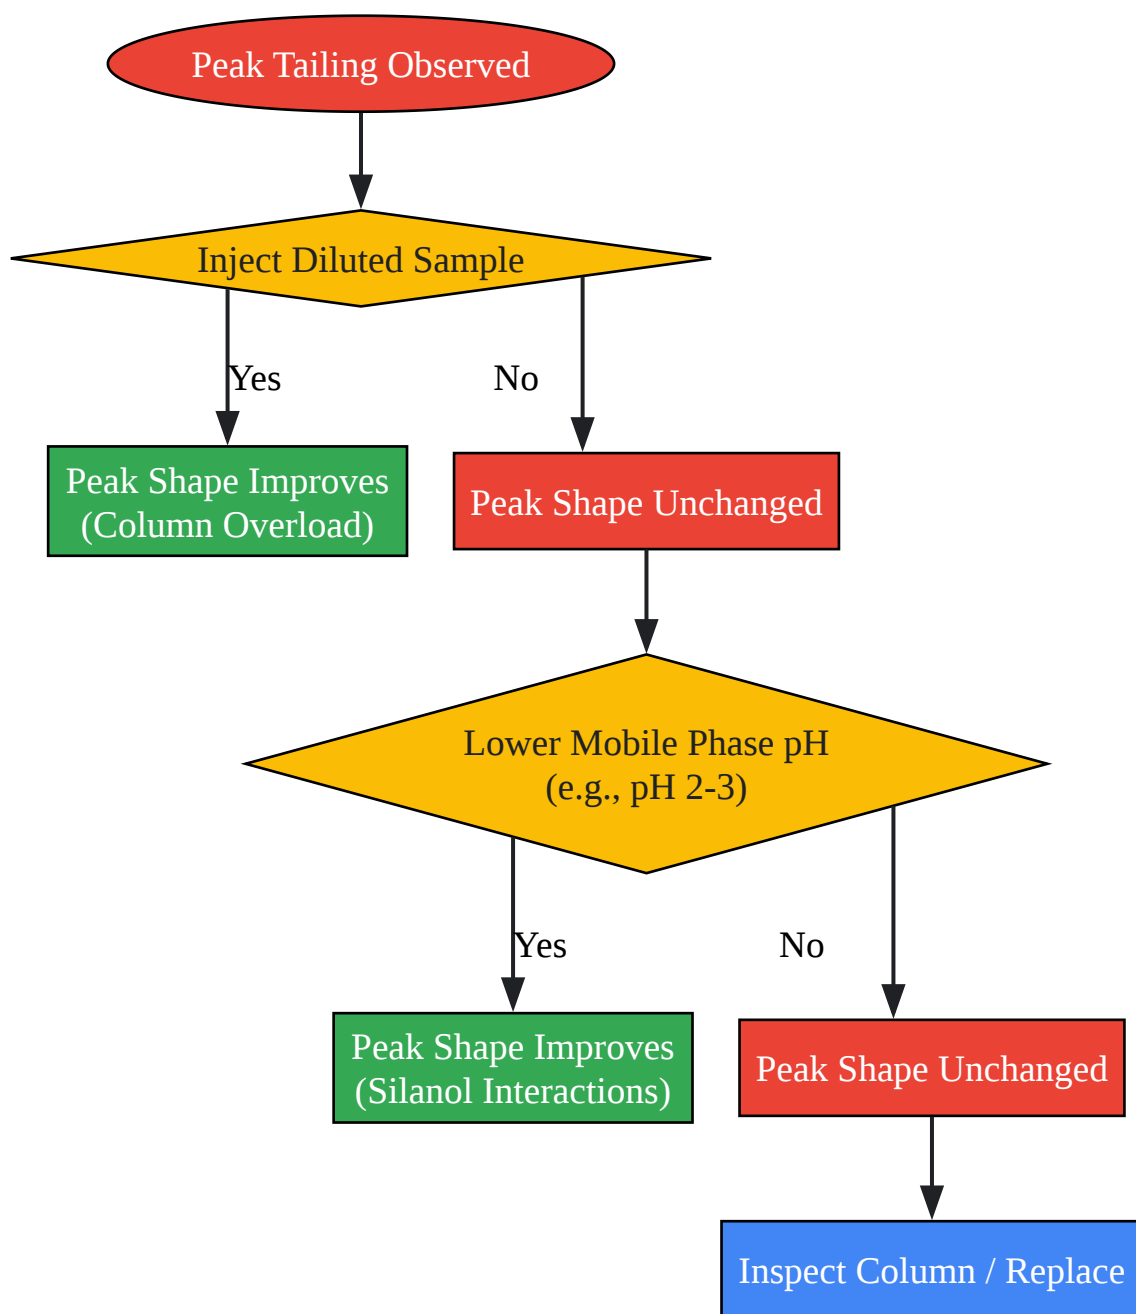 Peak Tailing Observed
Inject Diluted Sample
Yes
No
Peak Shape Improves
(Column Overload)
Peak Shape Unchanged
Lower Mobile Phase pH
(e.g., pH 2-3)
Yes
No
Peak Shape Improves
(Silanol Interactions)
Peak Shape Unchanged
Inspect Column / Replace